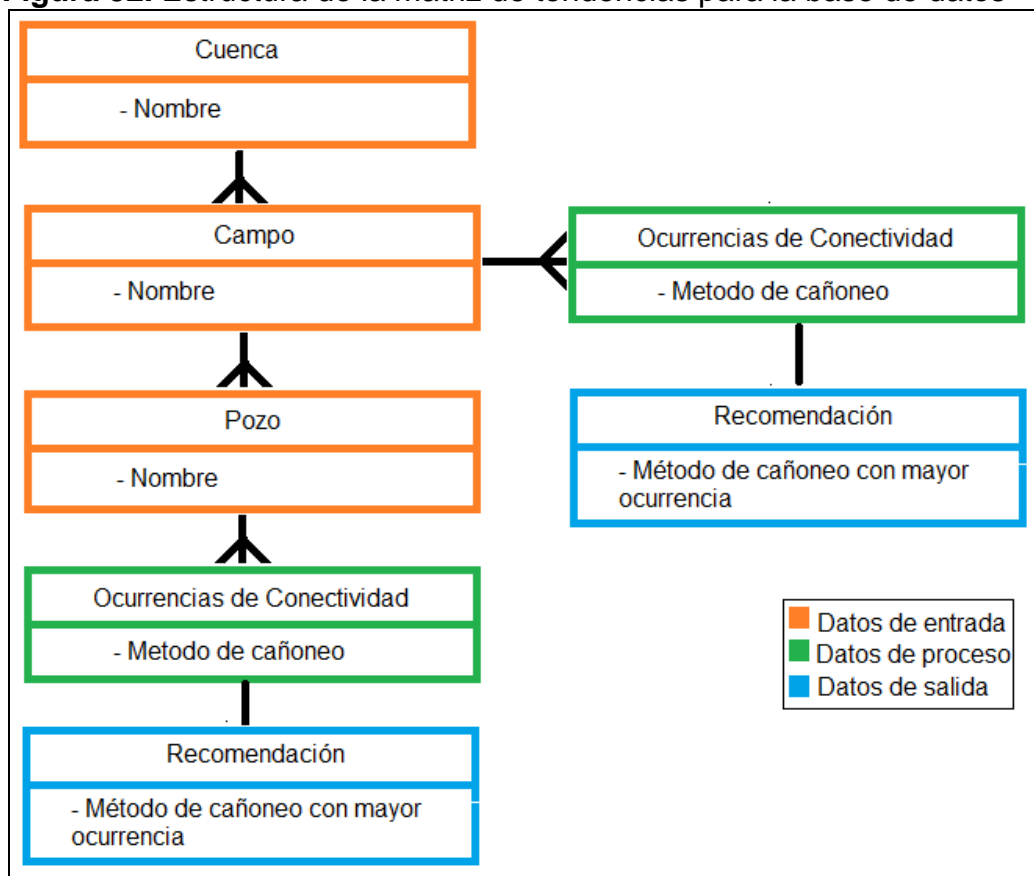 Figura 32. Estructura de la matriz de tendencias para la base de datos
Cuenca
- Nombre
Campo
- Nombre
Ocurrencias de Conectividad
- Metodo de cañoneo
Pozo
- Nombre
Recomendación
- Método de cañoneo con mayor
ocurrencia
Ocurrencias de Conectividad
- Metodo de cañoneo
Recomendación
- Método de cañoneo con mayor
ocurrencia
Datos de entrada
Datos de proceso
Datos de salida